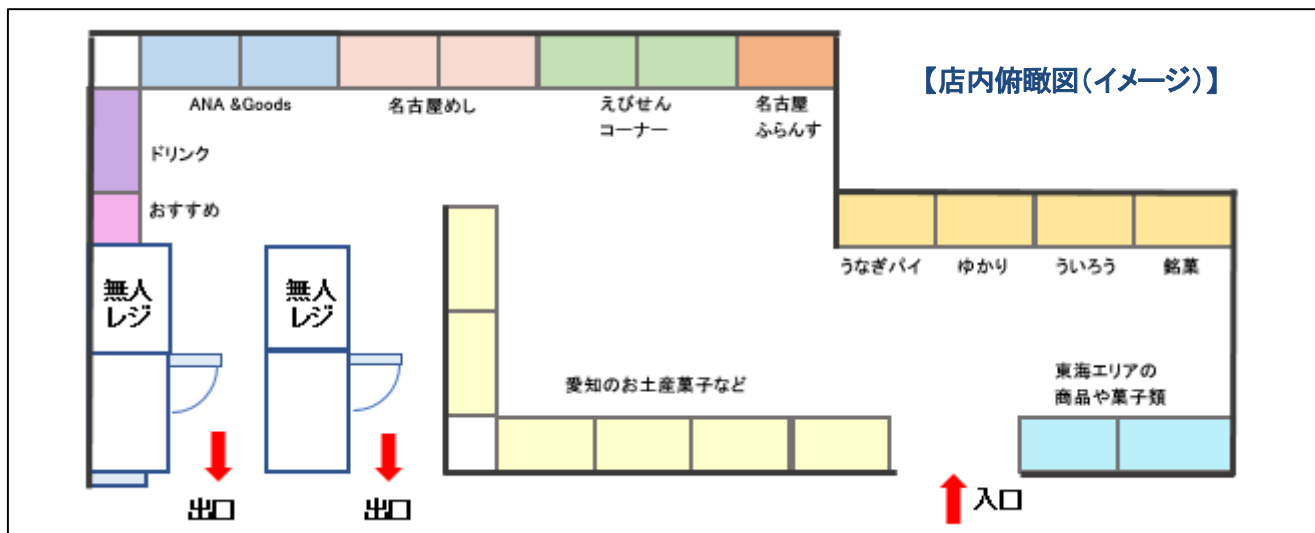 【店内俯瞰図(イメージ)】
ANA &Goods
名古屋めし
えびせん
コーナー
名古屋
ふらんす
ドリンク
おすすめ
うなぎパイ
ゆかり
ういろう
銘菓
無人
レジ
無人
レジ
愛知のお土産菓子など
東海エリアの
商品や菓子類
出口
出口
入口